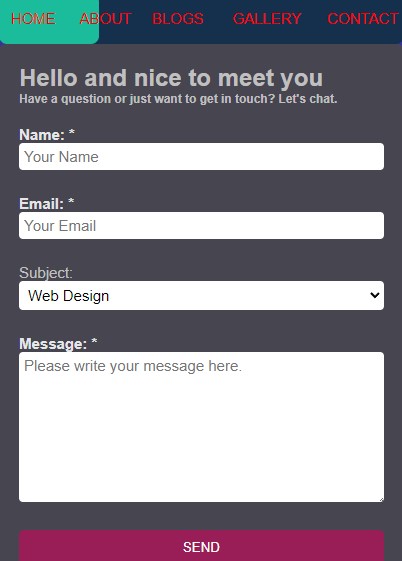 HOME ABOUT BLOGS GALLERY CONTACT
Hello and nice to meet you
Have a question or just want to get in touch? Let's chat.
Name: *
Your Name
Email: *
Your Email
Subject:
Web Design
Message: *
Please write your message here.
SEND